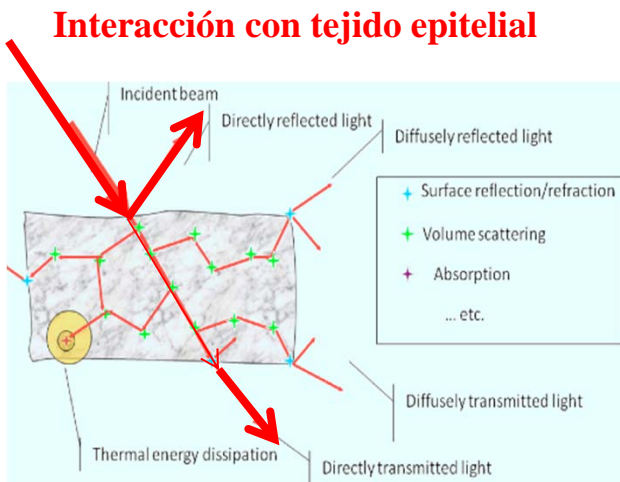 Interacción con tejido epitelial
Incident beam
Directly reflected light
Diffusely reflected light
Surface reflection/refraction
Volume scattering
Absorption
... etc.
Diffusely transmitted light
Thermal energy dissipation
Directly transmitted light